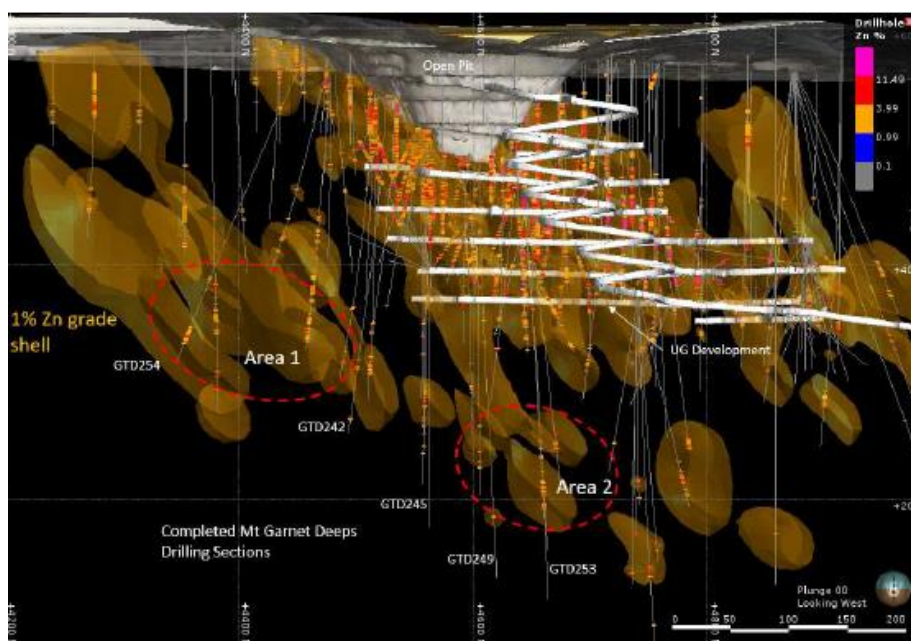 Drillhole
Zn %
11.49
3.99
0.99
0.1
Open Pit
1% Zn grade
shell
Area 1
GTD254
UG Development
GTD242
Area 2
GTD245
Completed Mt Garnet Deeps
Drilling Sections
GTD249
GTD253
Plunge 00
Looking West
0 50 100 150 200